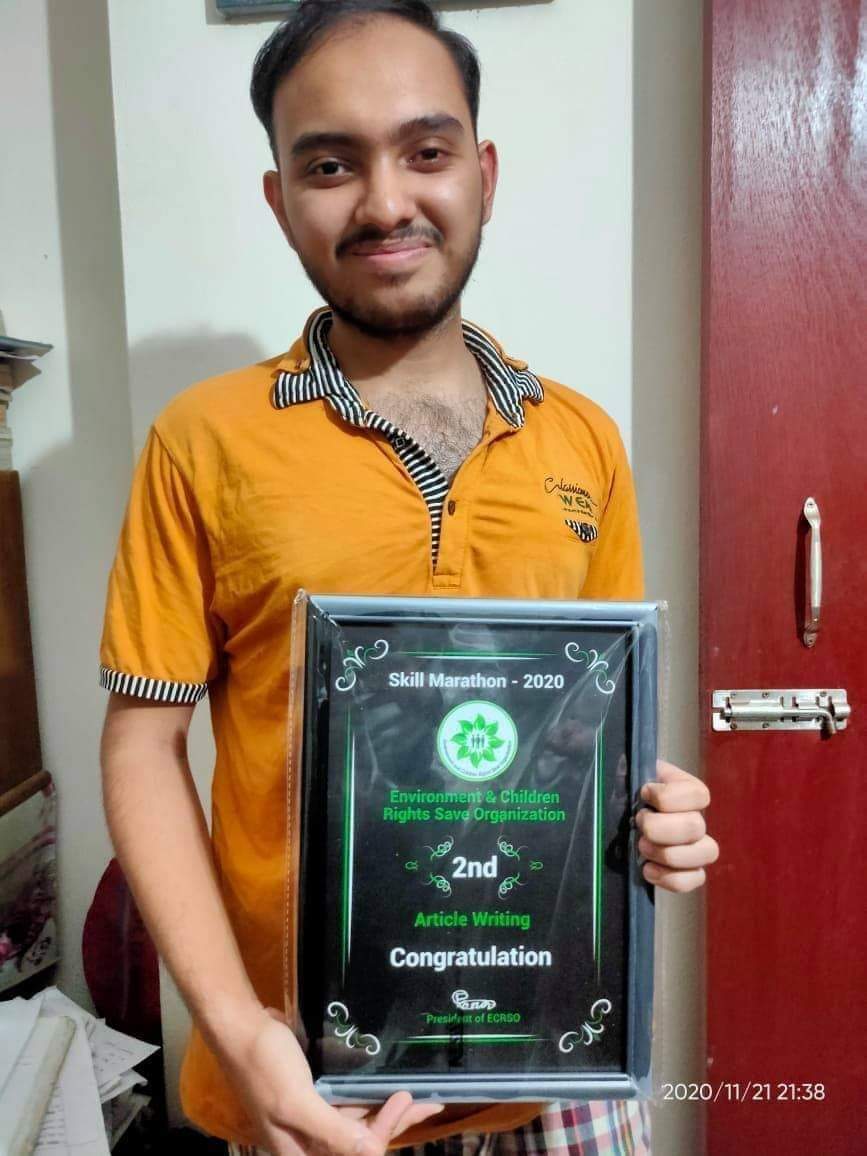 WE
Skill Marathon - 2020
Environment & Children
Rights Save Organization
2nd
Article Writing
Congratulation
President of ECRSO
2020/11/21 21:38